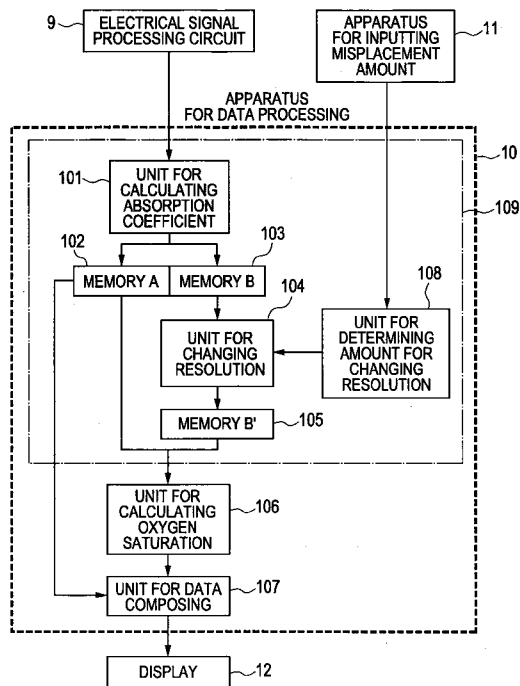 9
ELECTRICAL SIGNAL
PROCESSING CIRCUIT
APPARATUS
FOR INPUTTING
MISPLACEMENT
AMOUNT
11
APPARATUS
FOR DATA PROCESSING
10
109
101
UNIT FOR
CALCULATING
ABSORPTION
COEFFICIENT
102
103
MEMORY A
MEMORY B
104
UNIT FOR
CHANGING
RESOLUTION
108
UNIT FOR
DETERMINING
AMOUNT FOR
CHANGING
RESOLUTION
MEMORY B'
105
UNIT FOR
CALCULATING
OXYGEN
SATURATION
106
UNIT FOR DATA
COMPOSING
107
DISPLAY
12